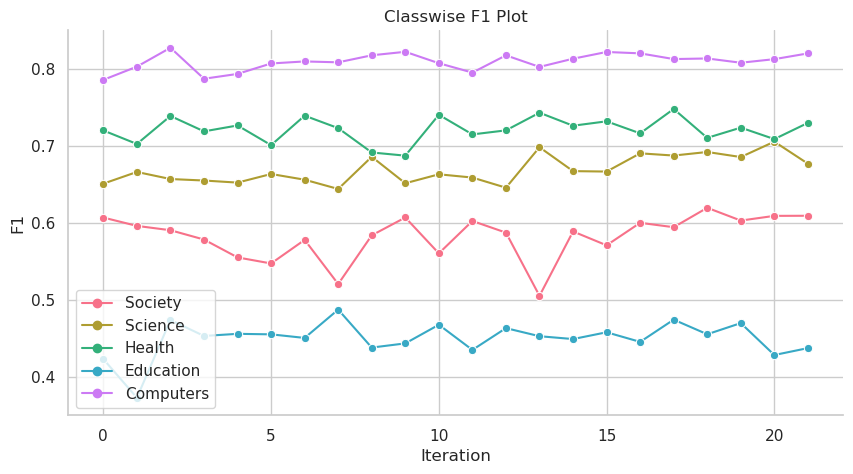 Classwise F1 Plot
F1
0.8
0.7
0.6
0.5
0.4
Society
Science
Health
Education
Computers
0 5 10 15 20
Iteration